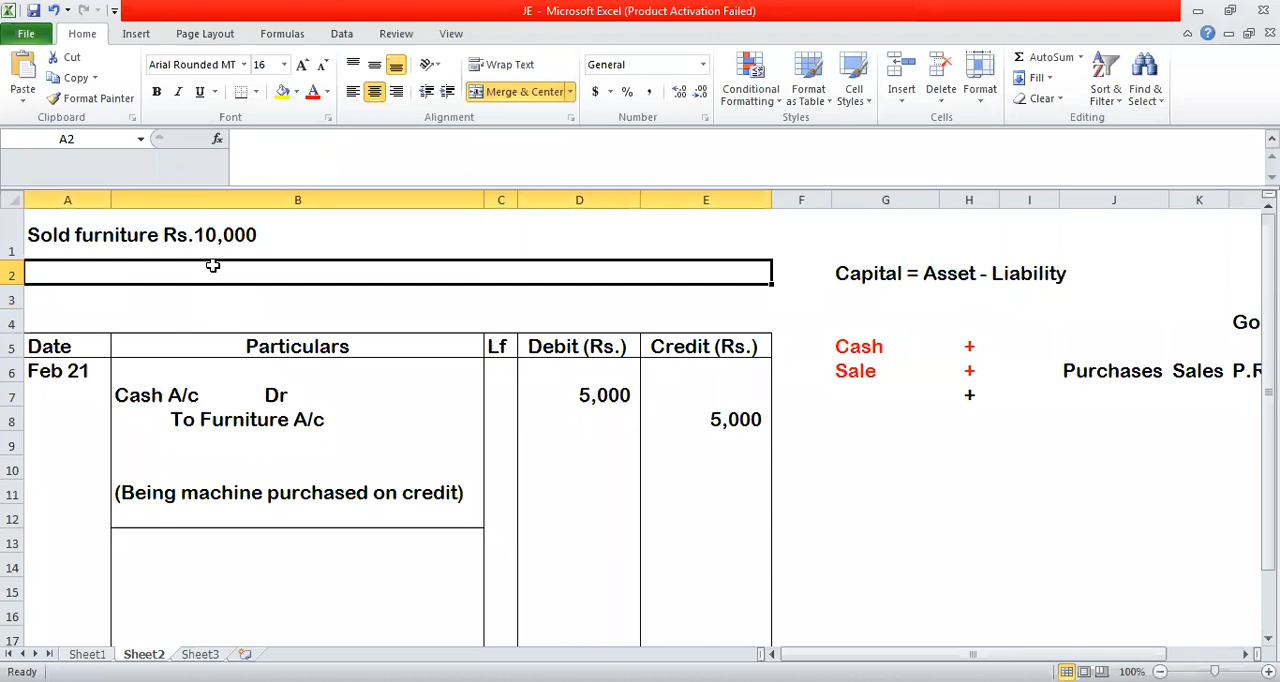 JE - Microsoft Excel (Product Activation Failed)
File Home Insert Page Layout Formulas Data Review View
Paste
Cut
Copy
Format Painter
Clipboard
Arial Rounded MT 16
B I U
Font
Wrap Text
Merge & Center
Alignment
General
$ % ,
Number
Conditional Formatting
Format as Table
Cell Styles
Styles
Insert Delete Format
Cells
AutoSum
Fill
Clear
Sort & Filter
Find & Select
Editing
A2 fx
A B C D E F G H I J K
1 Sold furniture Rs.10,000
2 Capital = Asset - Liability
3
4 Go
5 Date Particulars Lf Debit (Rs.) Credit (Rs.) Cash +
6 Feb 21 Sale + Purchases Sales P.R
7 Cash A/c Dr 5,000 +
8 To Furniture A/c 5,000
9
10
11 (Being machine purchased on credit)
12
13
14
15
16
17
Sheet1 Sheet2 Sheet3
Ready 100%